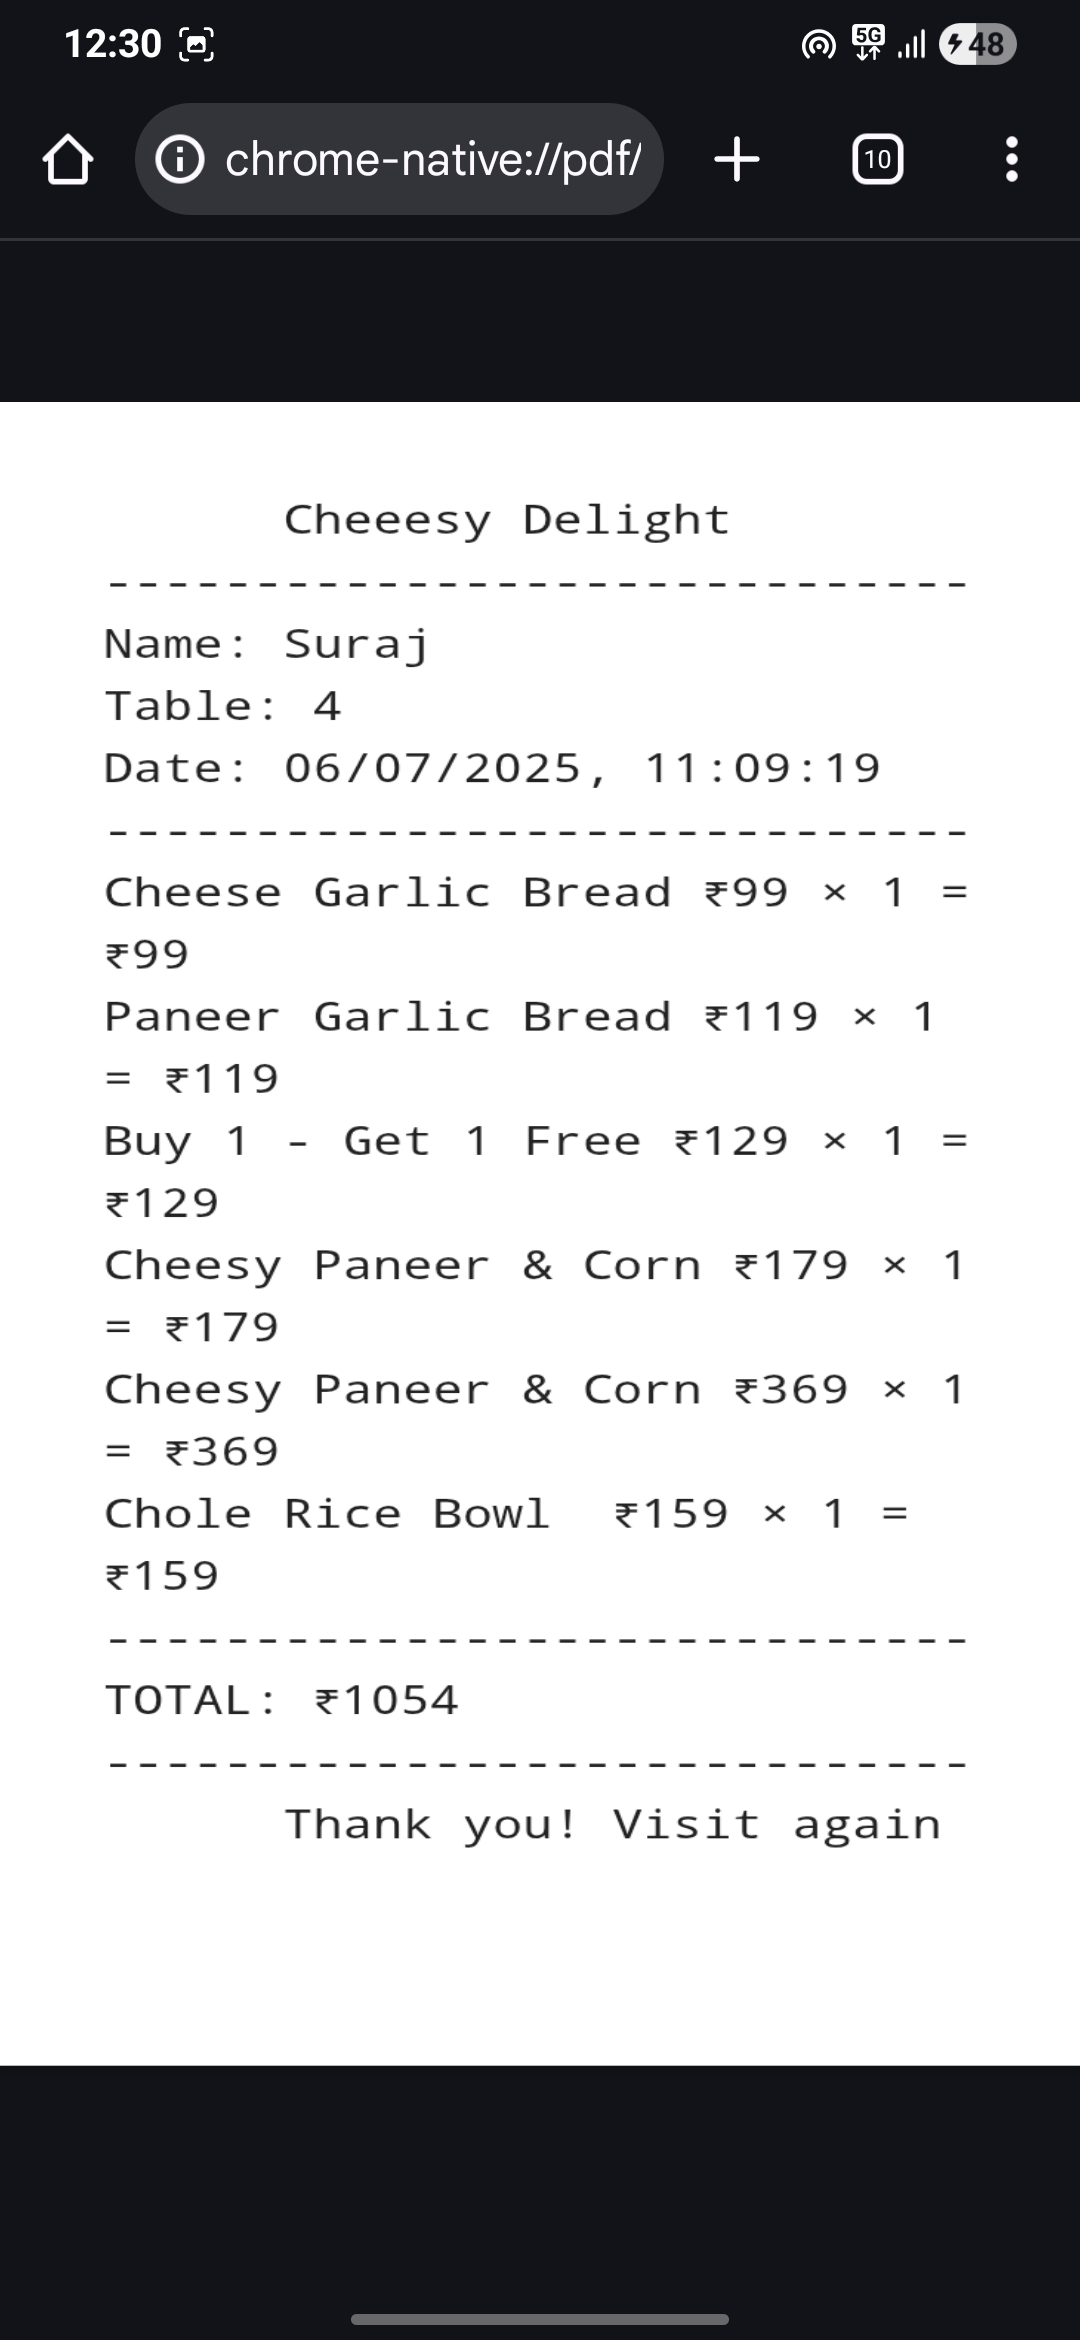 12:30
5G
48
chrome-native://pdf/
10
Cheeesy Delight
-----------------------------
Name: Suraj
Table: 4
Date: 06/07/2025, 11:09:19
-----------------------------
Cheese Garlic Bread ₹99 × 1 =
₹99
Paneer Garlic Bread ₹119 × 1
= ₹119
Buy 1 - Get 1 Free ₹129 × 1 =
₹129
Cheesy Paneer & Corn ₹179 × 1
= ₹179
Cheesy Paneer & Corn ₹369 × 1
= ₹369
Chole Rice Bowl  ₹159 × 1 =
₹159
-----------------------------
TOTAL: ₹1054
-----------------------------
Thank you! Visit again